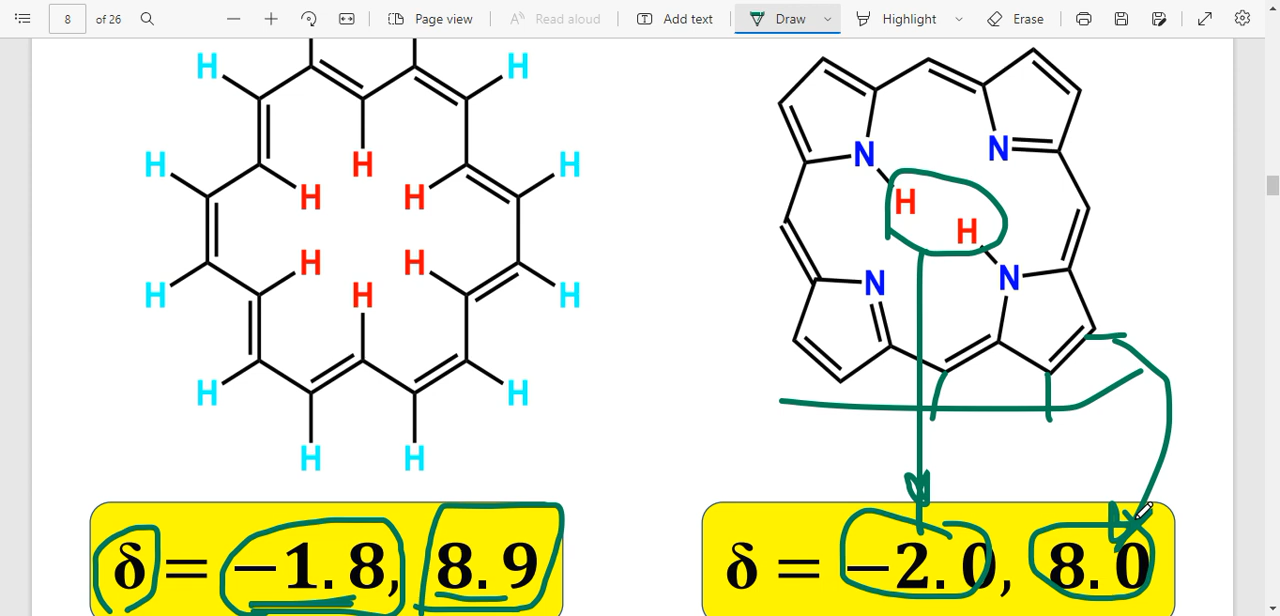 8 of 26 Page view Read aloud Add text Draw Highlight Erase
H H
H H H H
N N
H H
H H
H H
H H H H
N N
H H
H H
H H
δ = −1.8, 8.9
δ = −2.0, 8.0